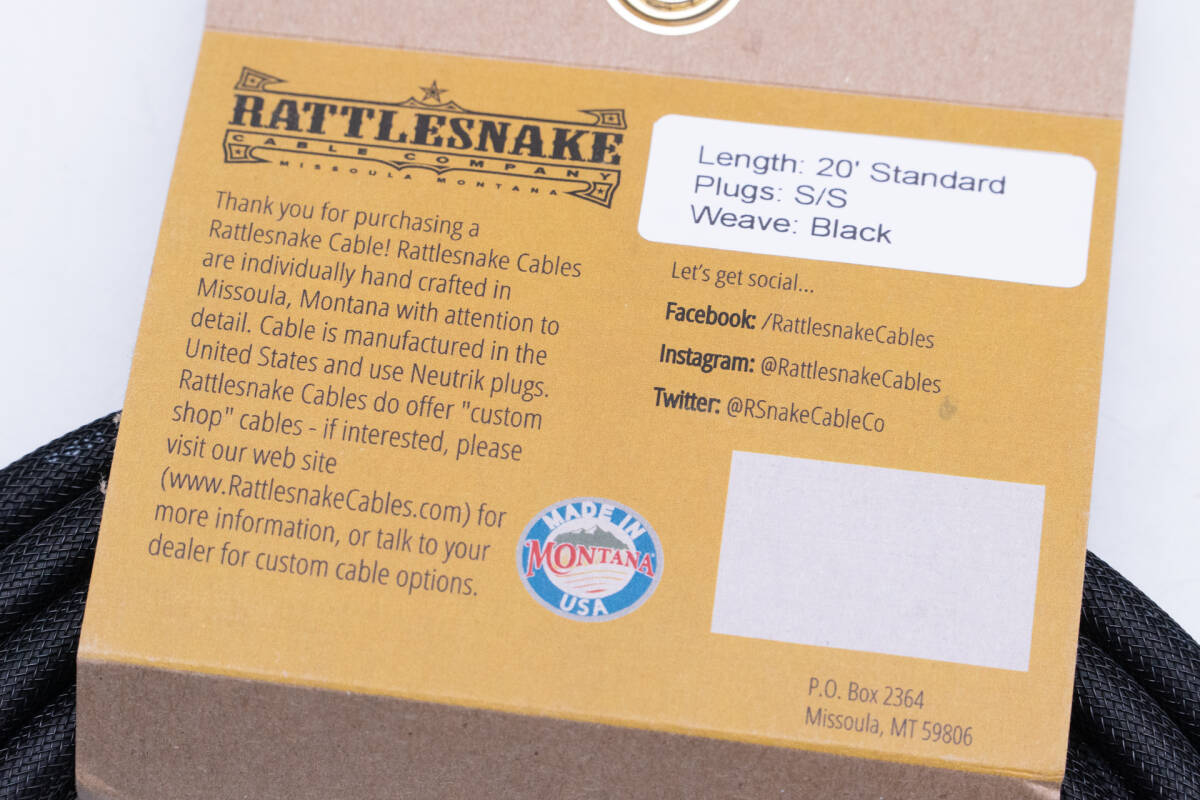 RATTLESNAKE
CABLE COMPANY
MISSOULA MONTANA
Thank you for purchasing a
Rattlesnake Cable! Rattlesnake Cables
are individually hand crafted in
Missoula, Montana with attention to
detail. Cable is manufactured in the
United States and use Neutrik plugs.
Rattlesnake Cables do offer "custom
shop" cables - if interested, please
visit our web site
(www.RattlesnakeCables.com) for
more information, or talk to your
dealer for custom cable options.
MADE IN
MONTANA
USA
Length: 20' Standard
Plugs: S/S
Weave: Black
Let's get social...
Facebook: /RattlesnakeCables
Instagram: @RattlesnakeCables
Twitter: @RSnakeCableCo
P.O. Box 2364
Missoula, MT 59806